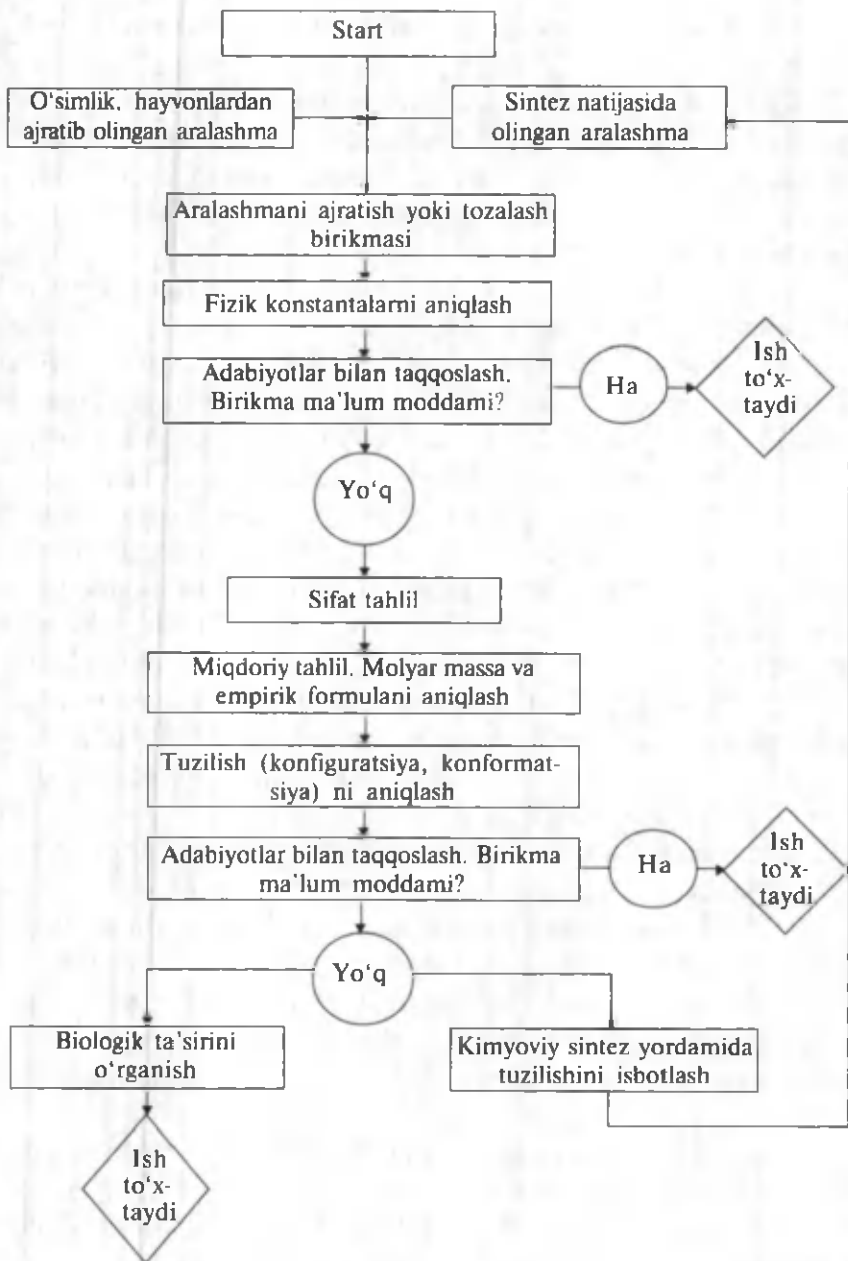 Start
O‘simlik, hayvonlardan
ajratib olingan aralashma
Sintez natijasida
olingan aralashma
Aralashmani ajratish yoki tozalash
birikmasi
Fizik konstantalarni aniqlash
Adabiyotlar bilan taqqoslash.
Birikma ma'lum moddami?
Ha
Ish
to‘x-
taydi
Yo‘q
Sifat tahlil
Miqdoriy tahlil. Molyar massa va
empirik formulani aniqlash
Tuzilish (konfiguratsiya, konformat-
siya) ni aniqlash
Adabiyotlar bilan taqqoslash. Birikma
ma'lum moddami?
Ha
Ish
to‘x-
taydi
Yo‘q
Biologik ta'sirini
o‘rganish
Kimyoviy sintez yordamida
tuzilishini isbotlash
Ish
to‘x-
taydi